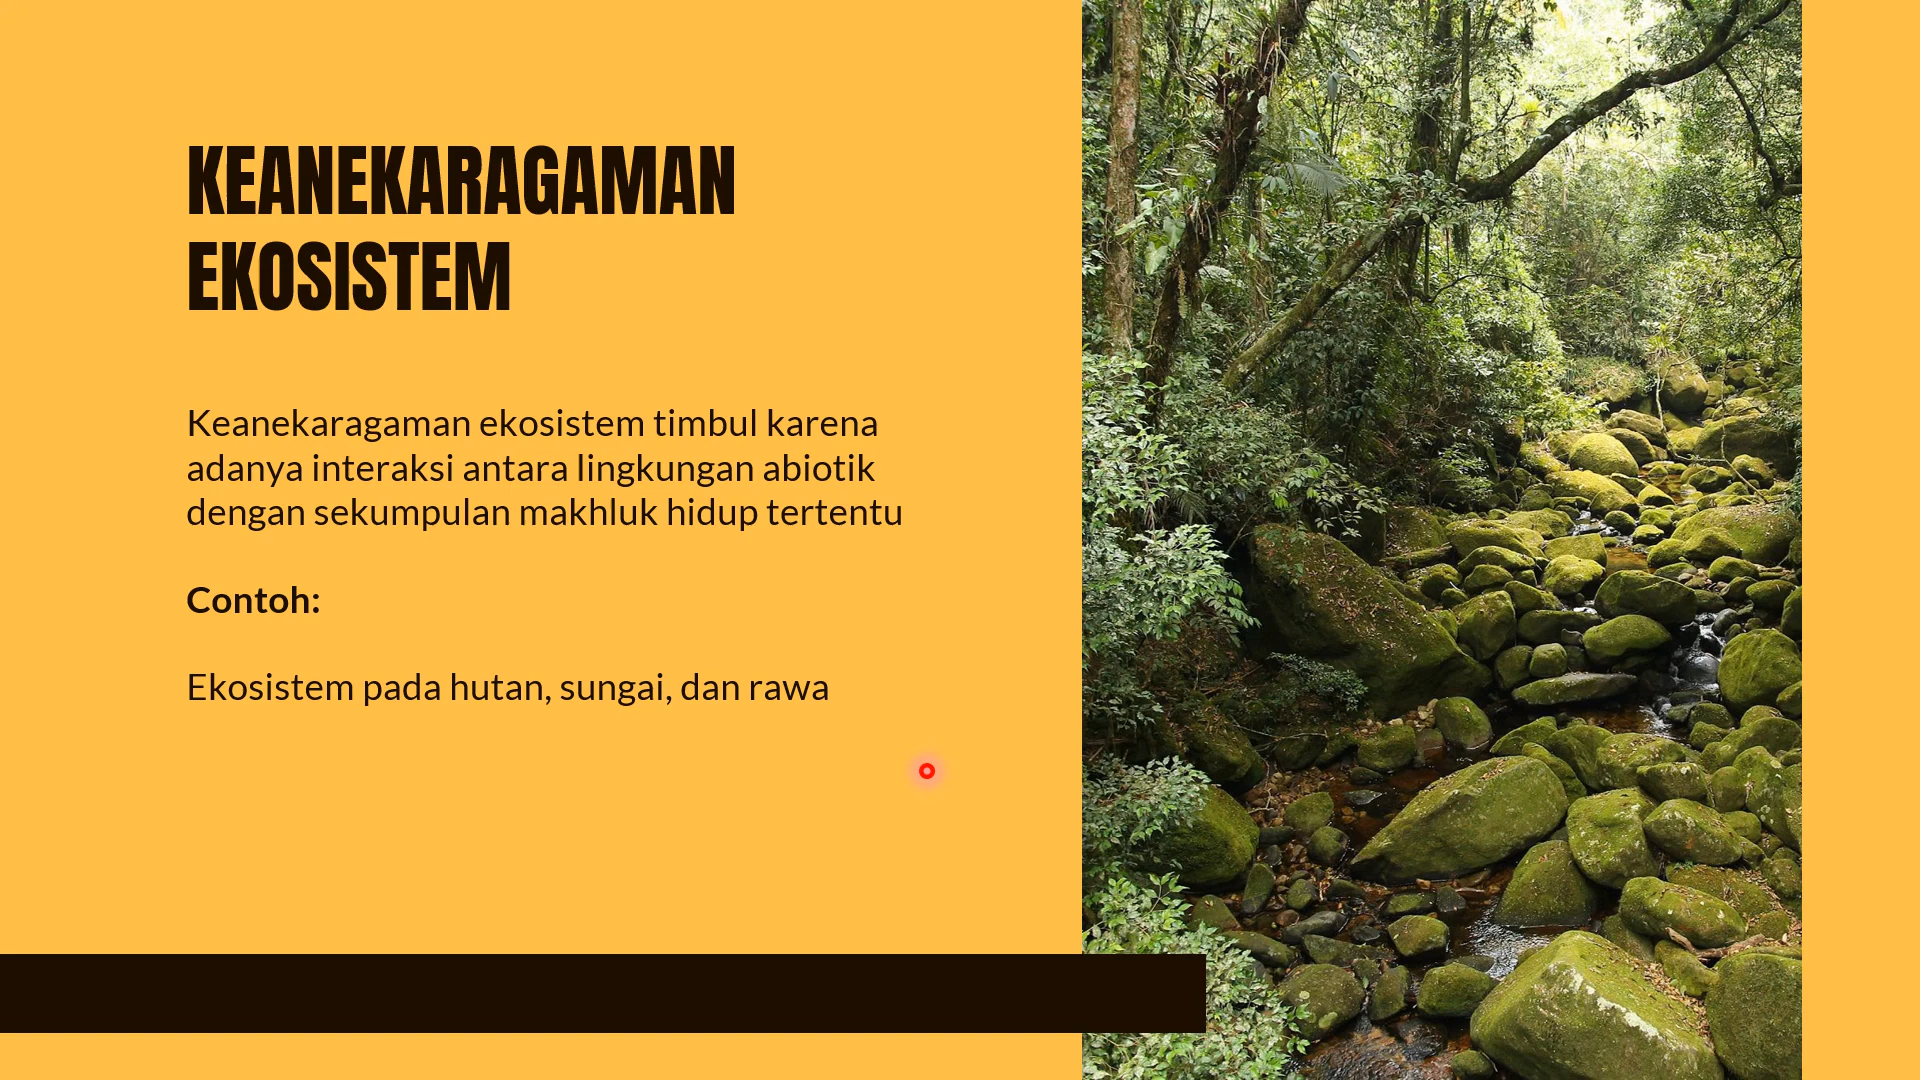 KEANEKARAGAMAN
EKOSISTEM
Keanekaragaman ekosistem timbul karena
adanya interaksi antara lingkungan abiotik
dengan sekumpulan makhluk hidup tertentu
Contoh:
Ekosistem pada hutan, sungai, dan rawa